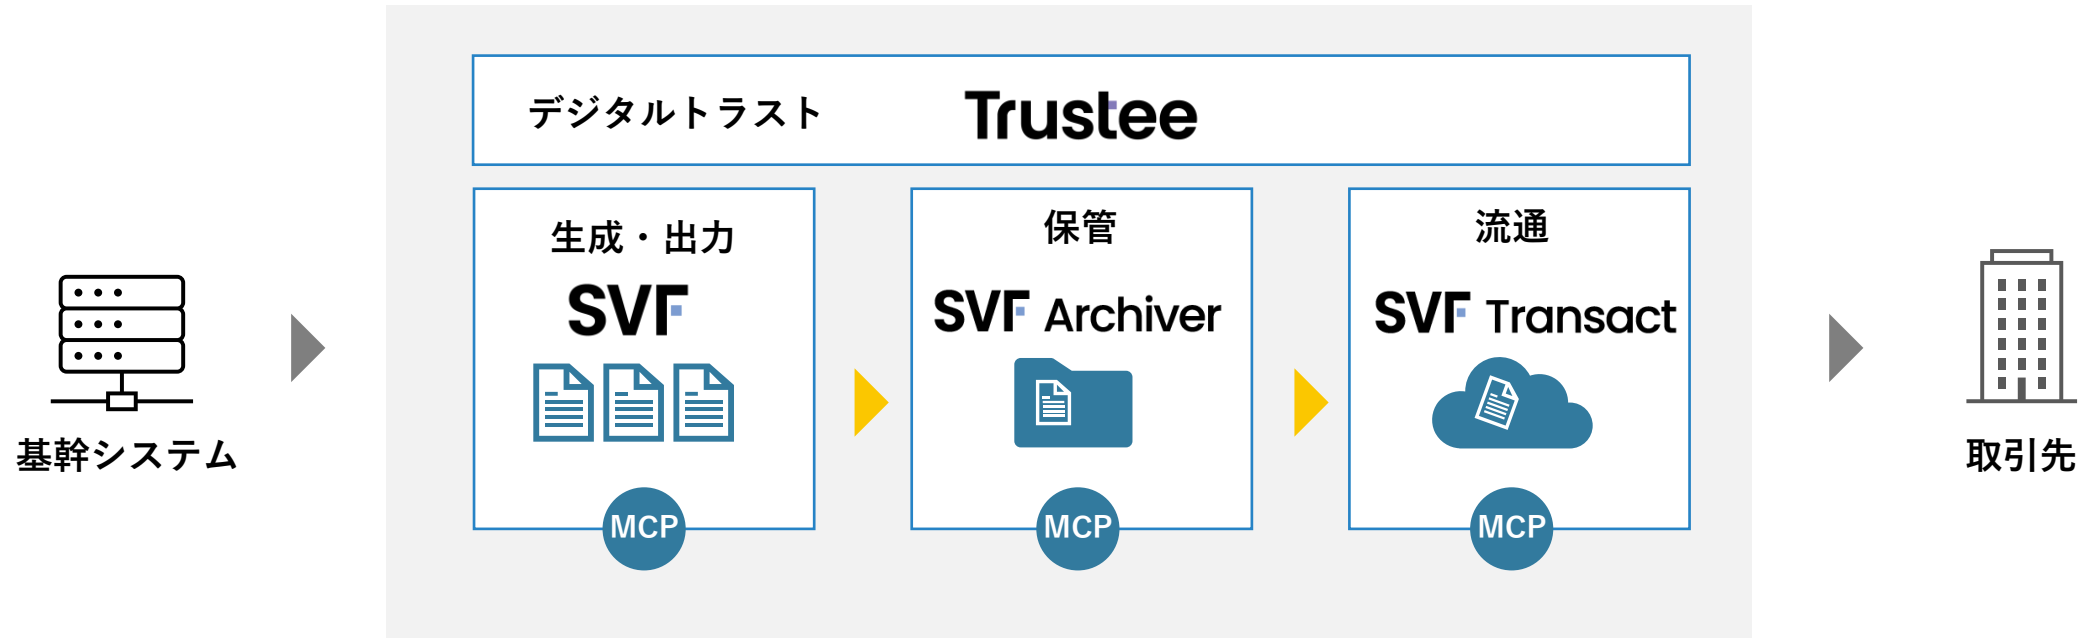 デジタルトラスト Trustee
生成・出力
SVF
MCP
保管
SVF Archiver
MCP
流通
SVF Transact
MCP
基幹システム
取引先